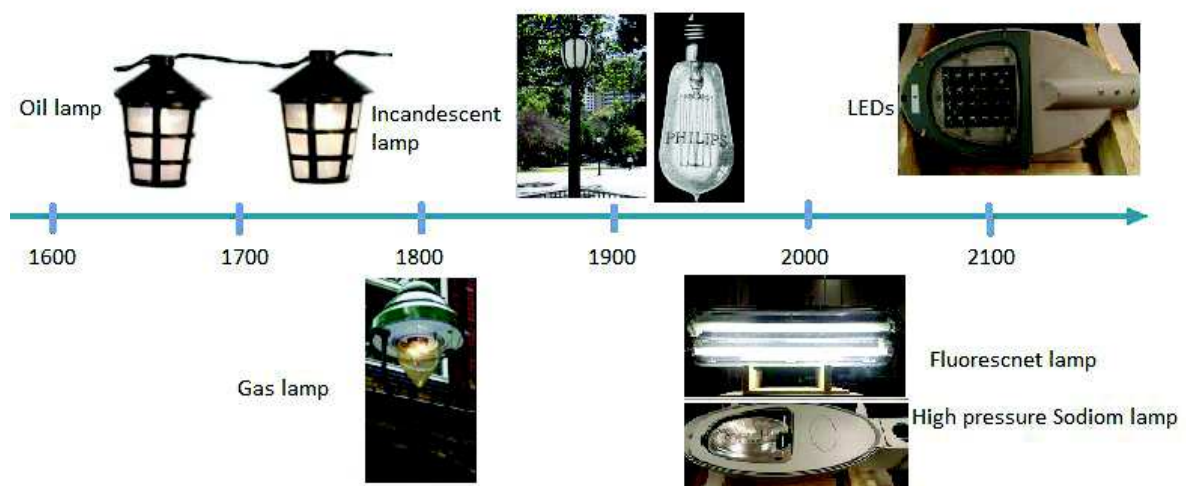 Oil lamp
Incandescent
lamp
PHILIPS
LEDs
1600
1700
1800
1900
2000
2100
Gas lamp
Fluorescnet lamp
High pressure Sodiom lamp